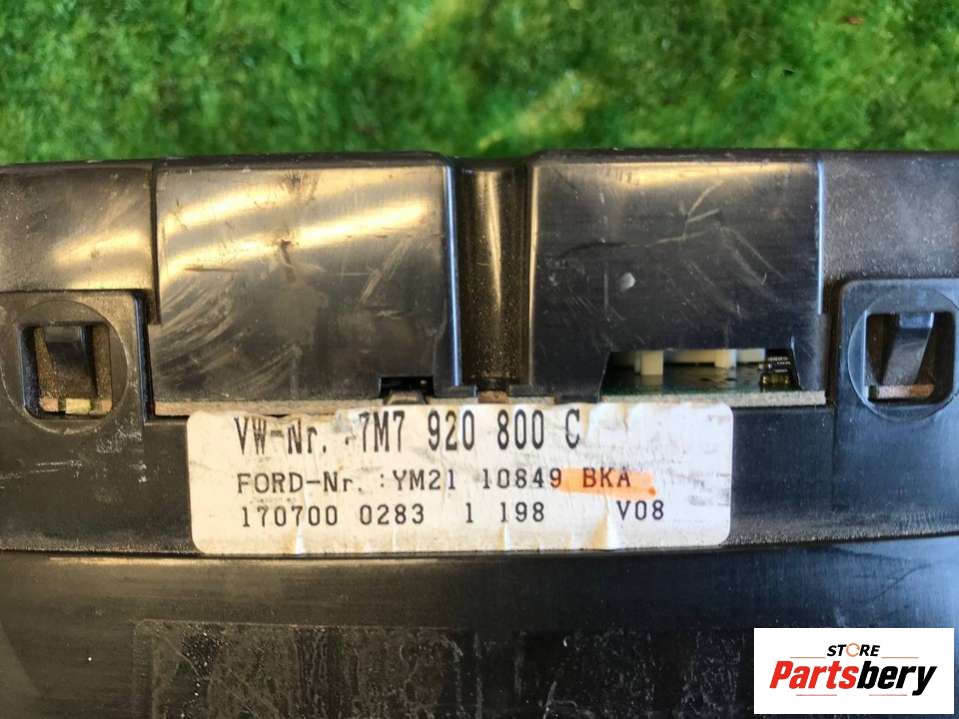 VW-Nr. 7M7 920 800 C
FORD-Nr. :YM21 10849 BKA
170700 0283 1 198 V08
STORE
Partsbery